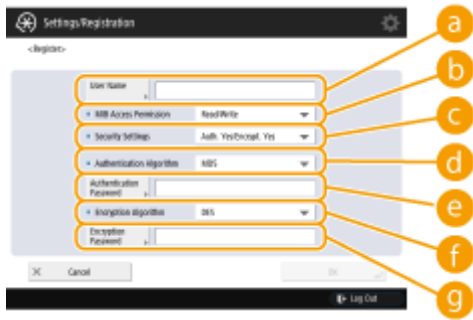 Settings/Registration
<Register>
a
User Name
b
MIB Access Permission Read/Write
c
Security Settings Auth. Yes/Encrypt. Yes
d
Authentication Algorithm MD5
e
Authentication
Password
f
Encryption Algorithm DES
g
Encryption
Password
× Cancel OK
Log Out